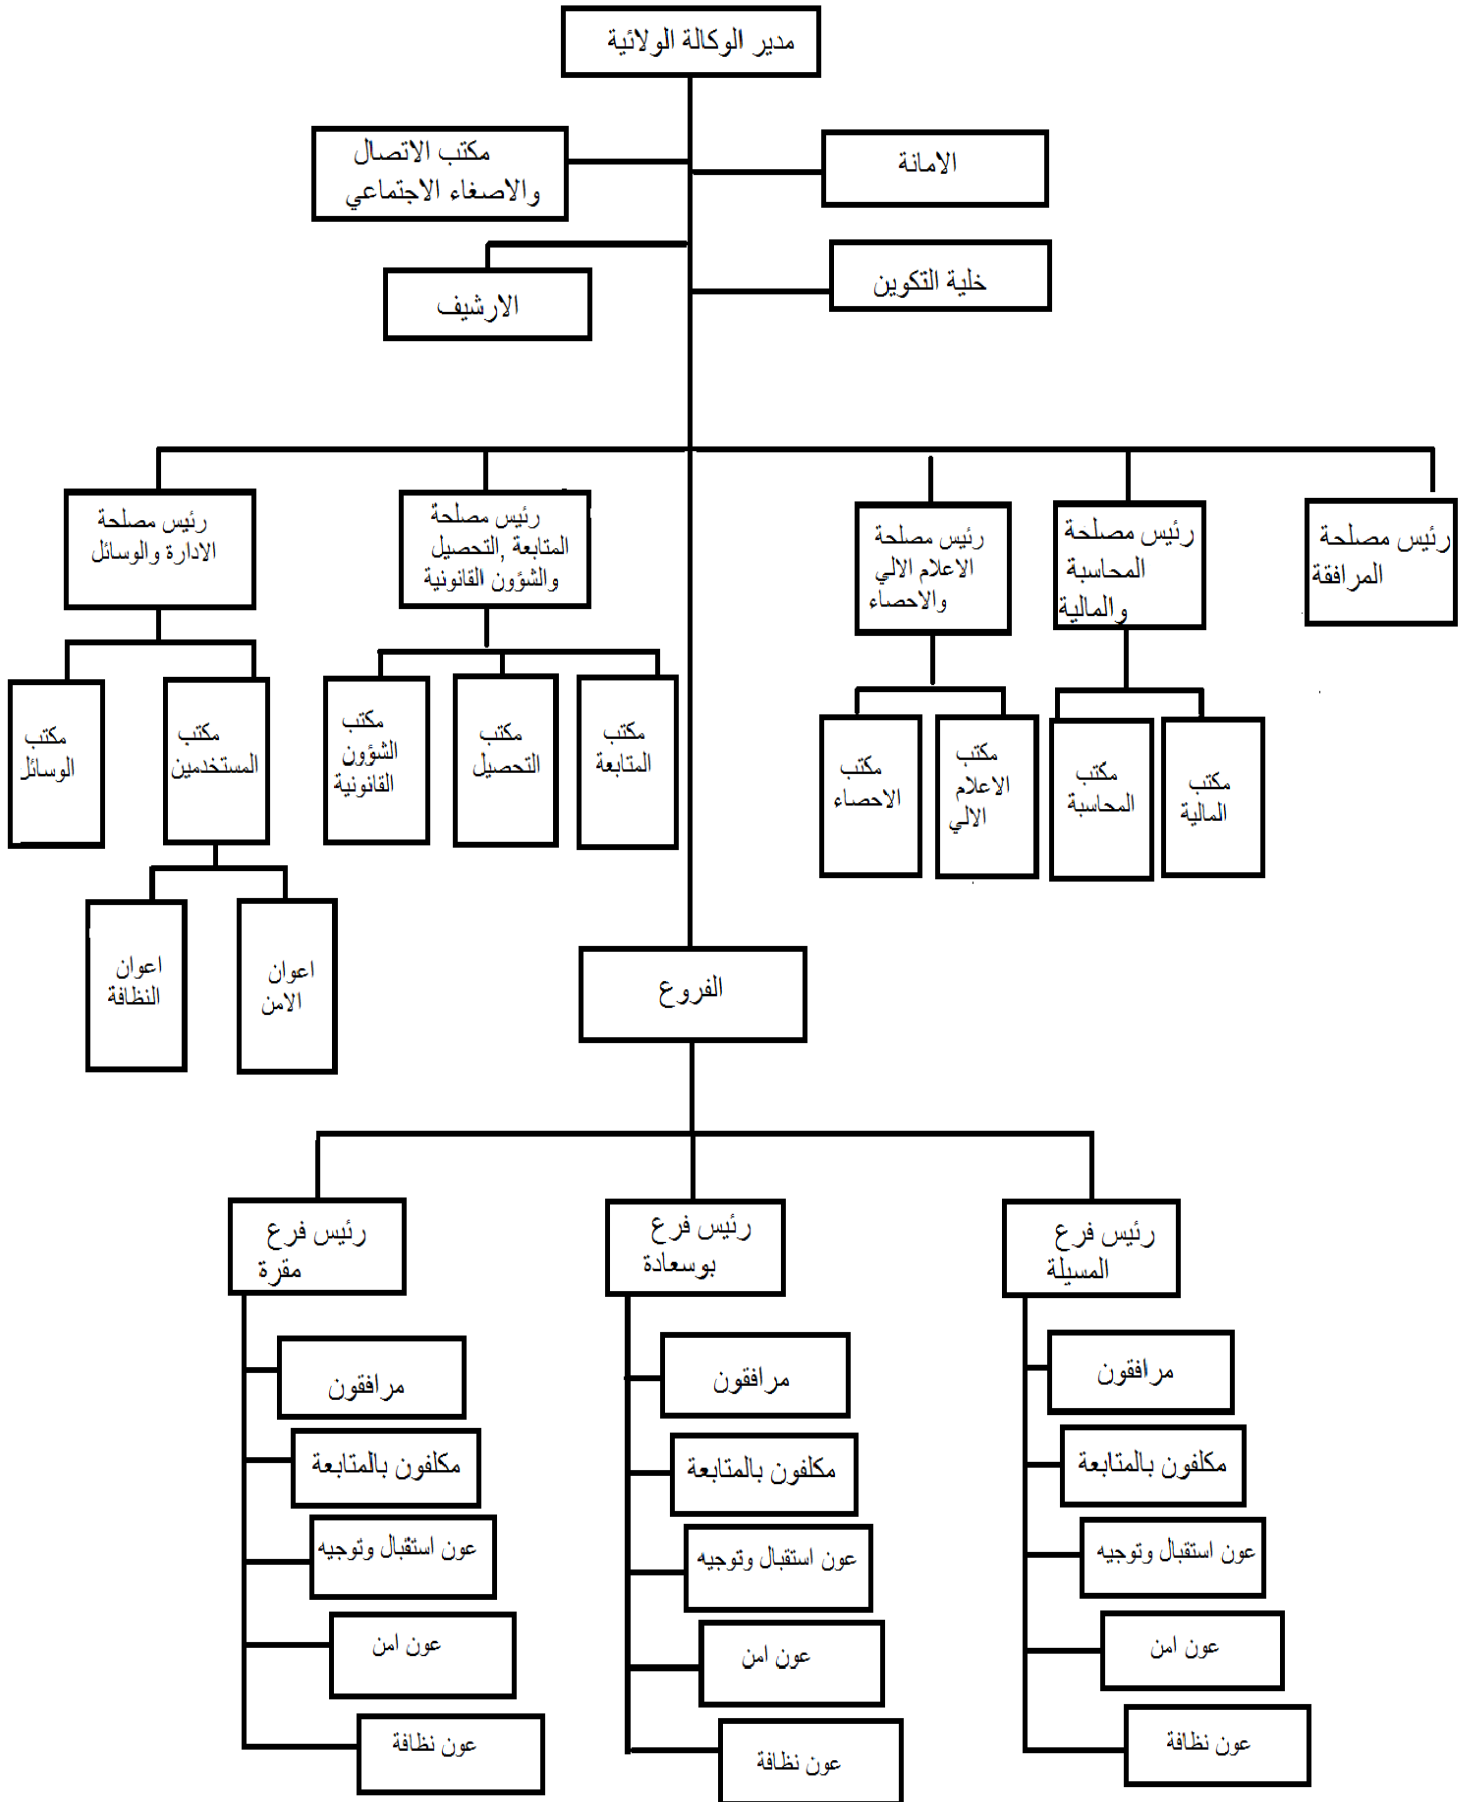 مدير الوكالة الولائية
الامانة
مكتب الاتصال
والاصغاء الاجتماعي
خلية التكوين
الارشيف
رئيس مصلحة
المرافقة
رئيس مصلحة
المحاسبة
والمالية
رئيس مصلحة
الاعلام الالي
والاحصاء
رئيس مصلحة
المتابعة ,التحصيل
والشؤون القانونية
رئيس مصلحة
الادارة والوسائل
مكتب
المالية
مكتب
المحاسبة
مكتب
الاعلام
الالي
مكتب
الاحصاء
مكتب
المتابعة
مكتب
التحصيل
مكتب
الشؤون
القانونية
مكتب
المستخدمين
مكتب
الوسائل
اعوان
الامن
اعوان
النظافة
الفروع
رئيس فرع
المسيلة
رئيس فرع
بوسعادة
رئيس فرع
مقرة
مرافقون
مكلفون بالمتابعة
عون استقبال وتوجيه
عون امن
عون نظافة
مرافقون
مكلفون بالمتابعة
عون استقبال وتوجيه
عون امن
عون نظافة
مرافقون
مكلفون بالمتابعة
عون استقبال وتوجيه
عون امن
عون نظافة